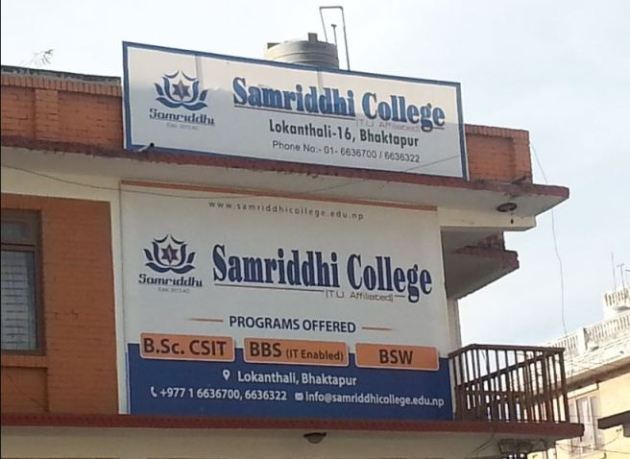 Samriddhi College
(T.U. Affiliated)
Samriddhi
Lokanthali-16, Bhaktapur
Phone No:- 01- 6636700 / 6636322
www.samriddhicollege.edu.np
Samriddhi College
(T.U. Affiliated)
Samriddhi
PROGRAMS OFFERED
B.Sc. CSIT BBS (IT Enabled) BSW
Lokanthali, Bhaktapur
+977 1 6636700, 6636322 info@samriddhicollege.edu.np